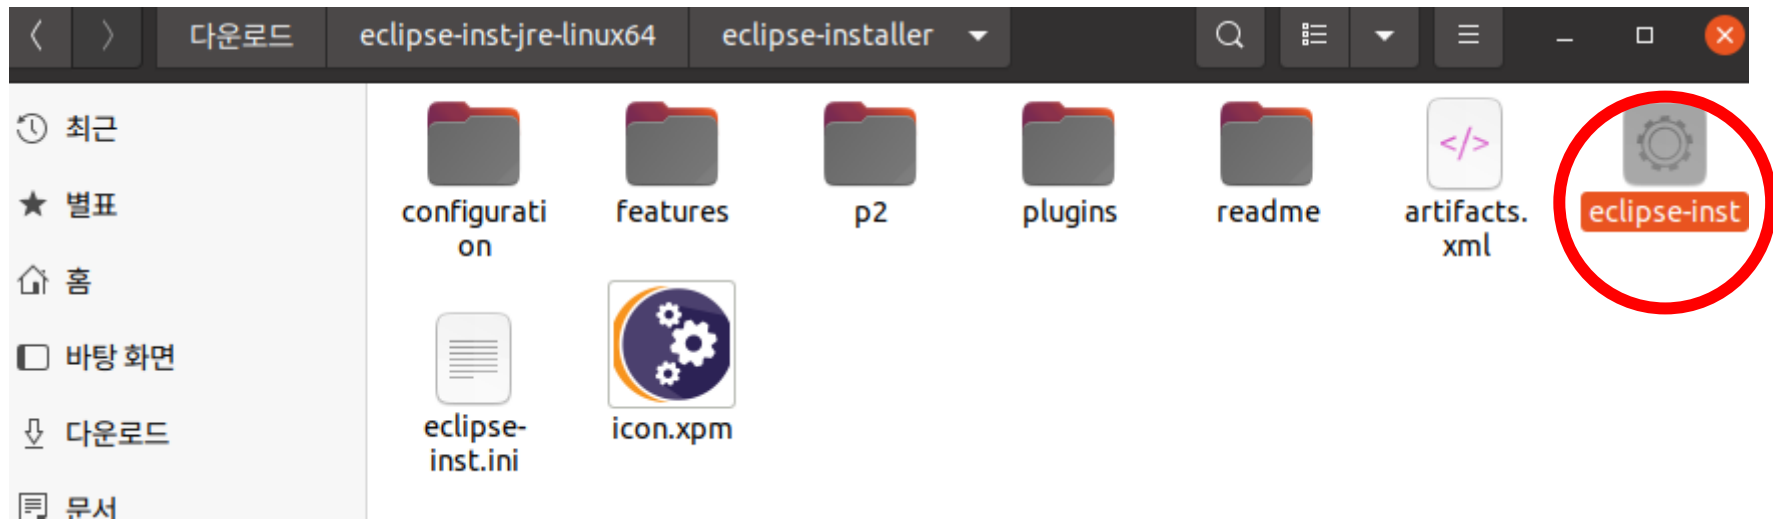 다운로드 eclipse-inst-jre-linux64 eclipse-installer
최근
별표
홈
바탕 화면
다운로드
문서
configurati
on
features
p2
plugins
readme
</>
artifacts.
xml
eclipse-inst
eclipse-
inst.ini
icon.xpm